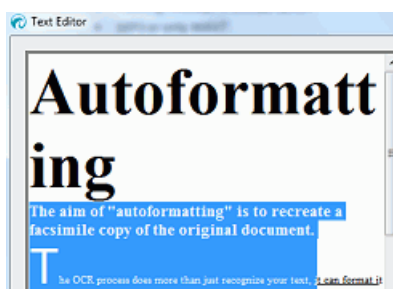 Text Editor
Autoformatt
ing
The aim of "autoformatting" is to recreate a
facsimile copy of the original document.
The OCR process does more than just recognize your text, it can format it